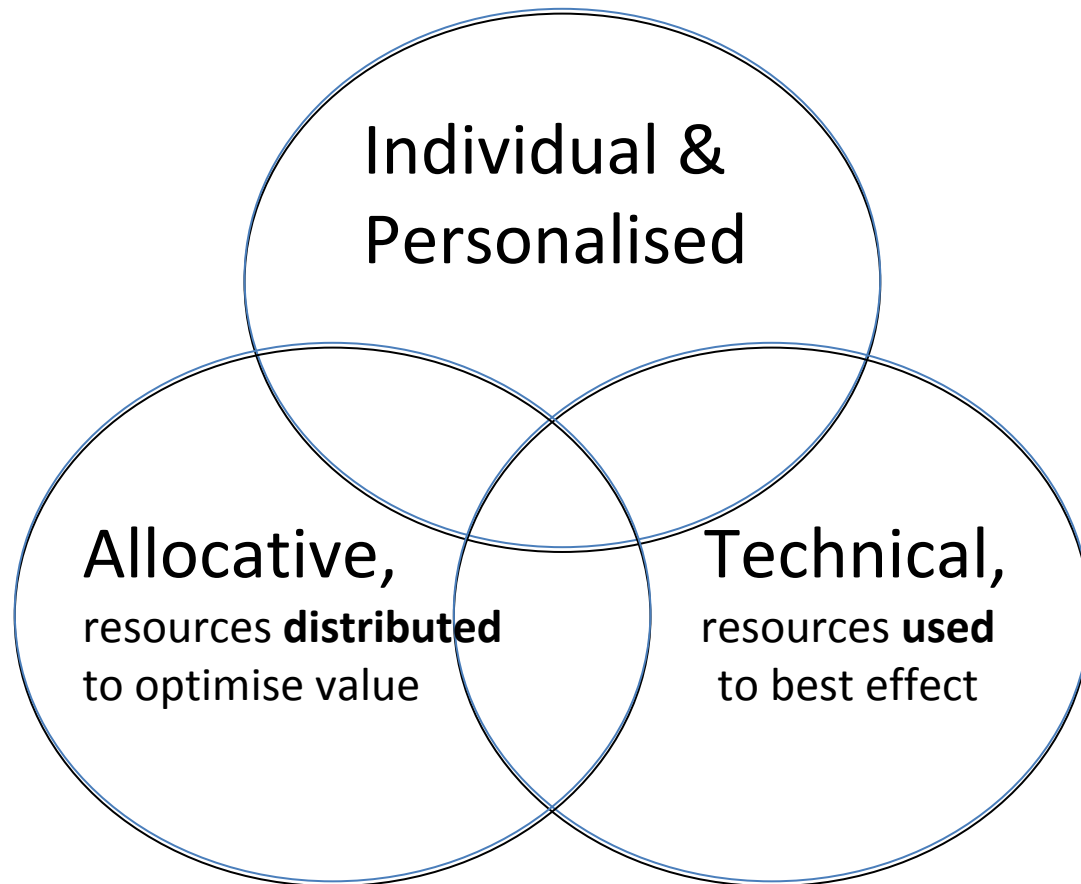 Individual &
Personalised
Allocative,
resources distributed
to optimise value
Technical,
resources used
to best effect